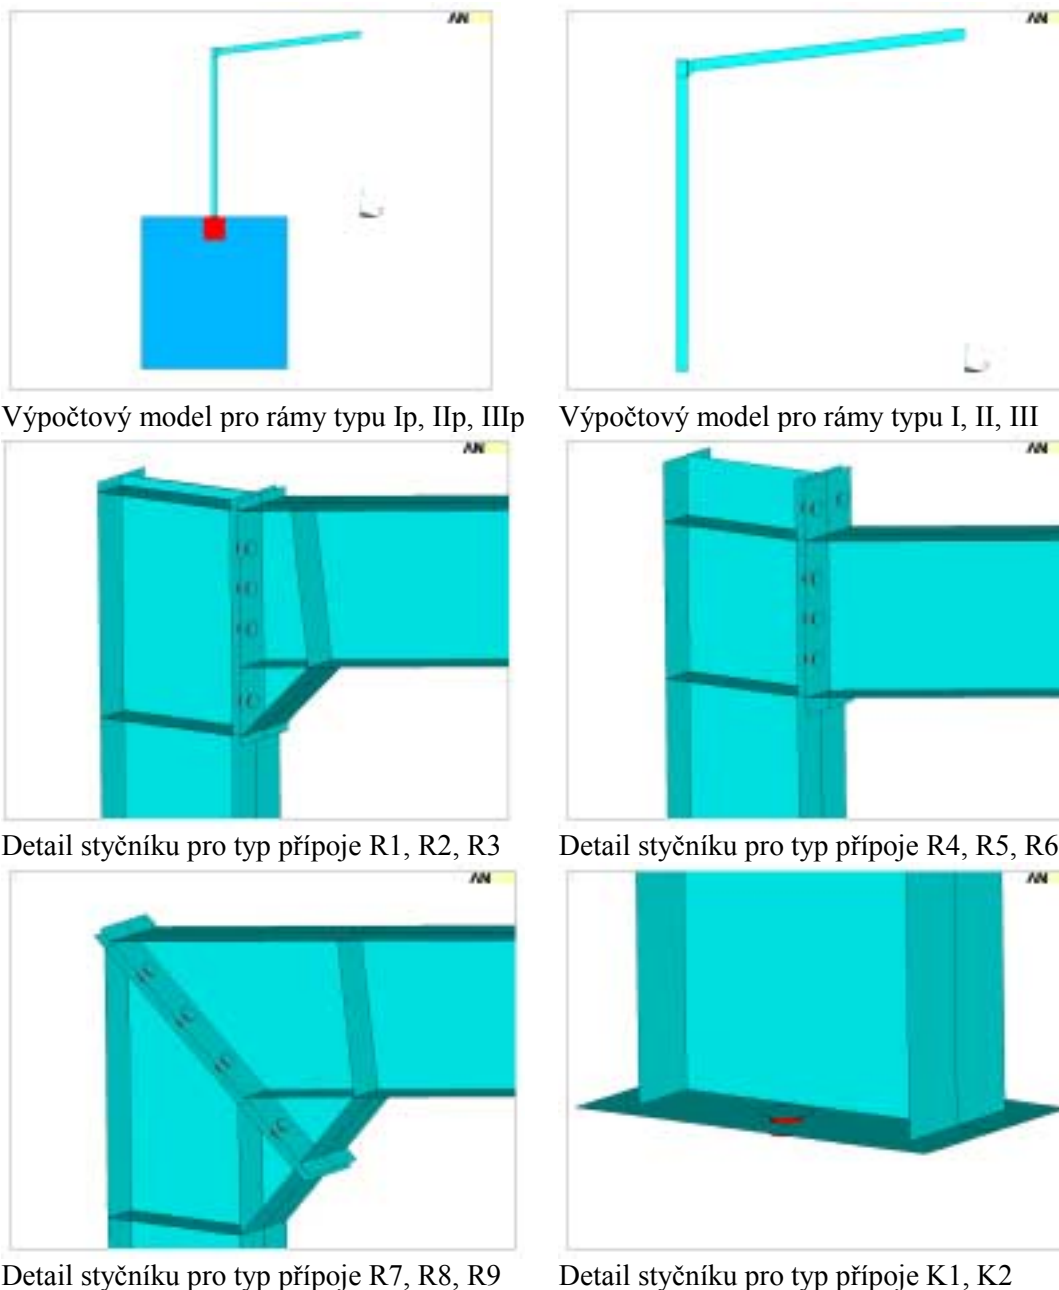 Výpočtový model pro rámy typu Ip, IIp, IIIp
Výpočtový model pro rámy typu I, II, III
Detail styčníku pro typ přípoje R1, R2, R3
Detail styčníku pro typ přípoje R4, R5, R6
Detail styčníku pro typ přípoje R7, R8, R9
Detail styčníku pro typ přípoje K1, K2